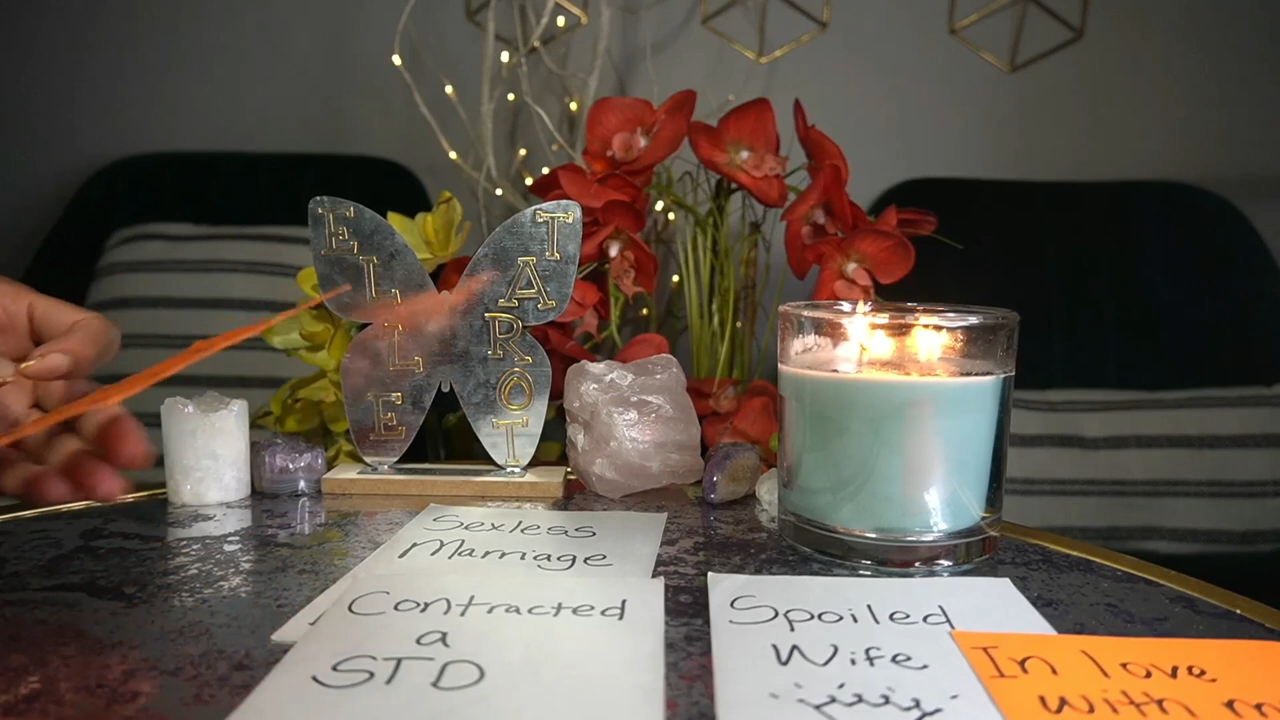 ELLE
TAROT
Sexless
Marriage
Contracted
a
STD
Spoiled
Wife
In love
with